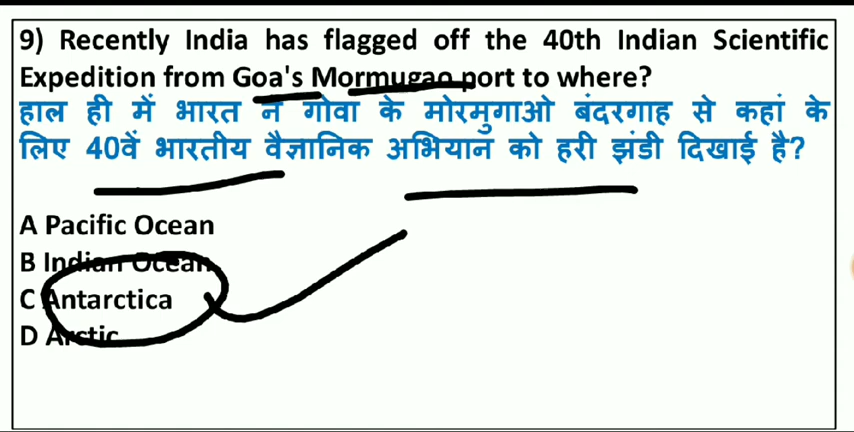 9) Recently India has flagged off the 40th Indian Scientific
Expedition from Goa's Mormugao port to where?
हाल ही में भारत ने गोवा के मोरमुगाओ बंदरगाह से कहां के
लिए 40वें भारतीय वैज्ञानिक अभियान को हरी झंडी दिखाई है?
A Pacific Ocean
B Indian Ocean
C Antarctica
D Arctic